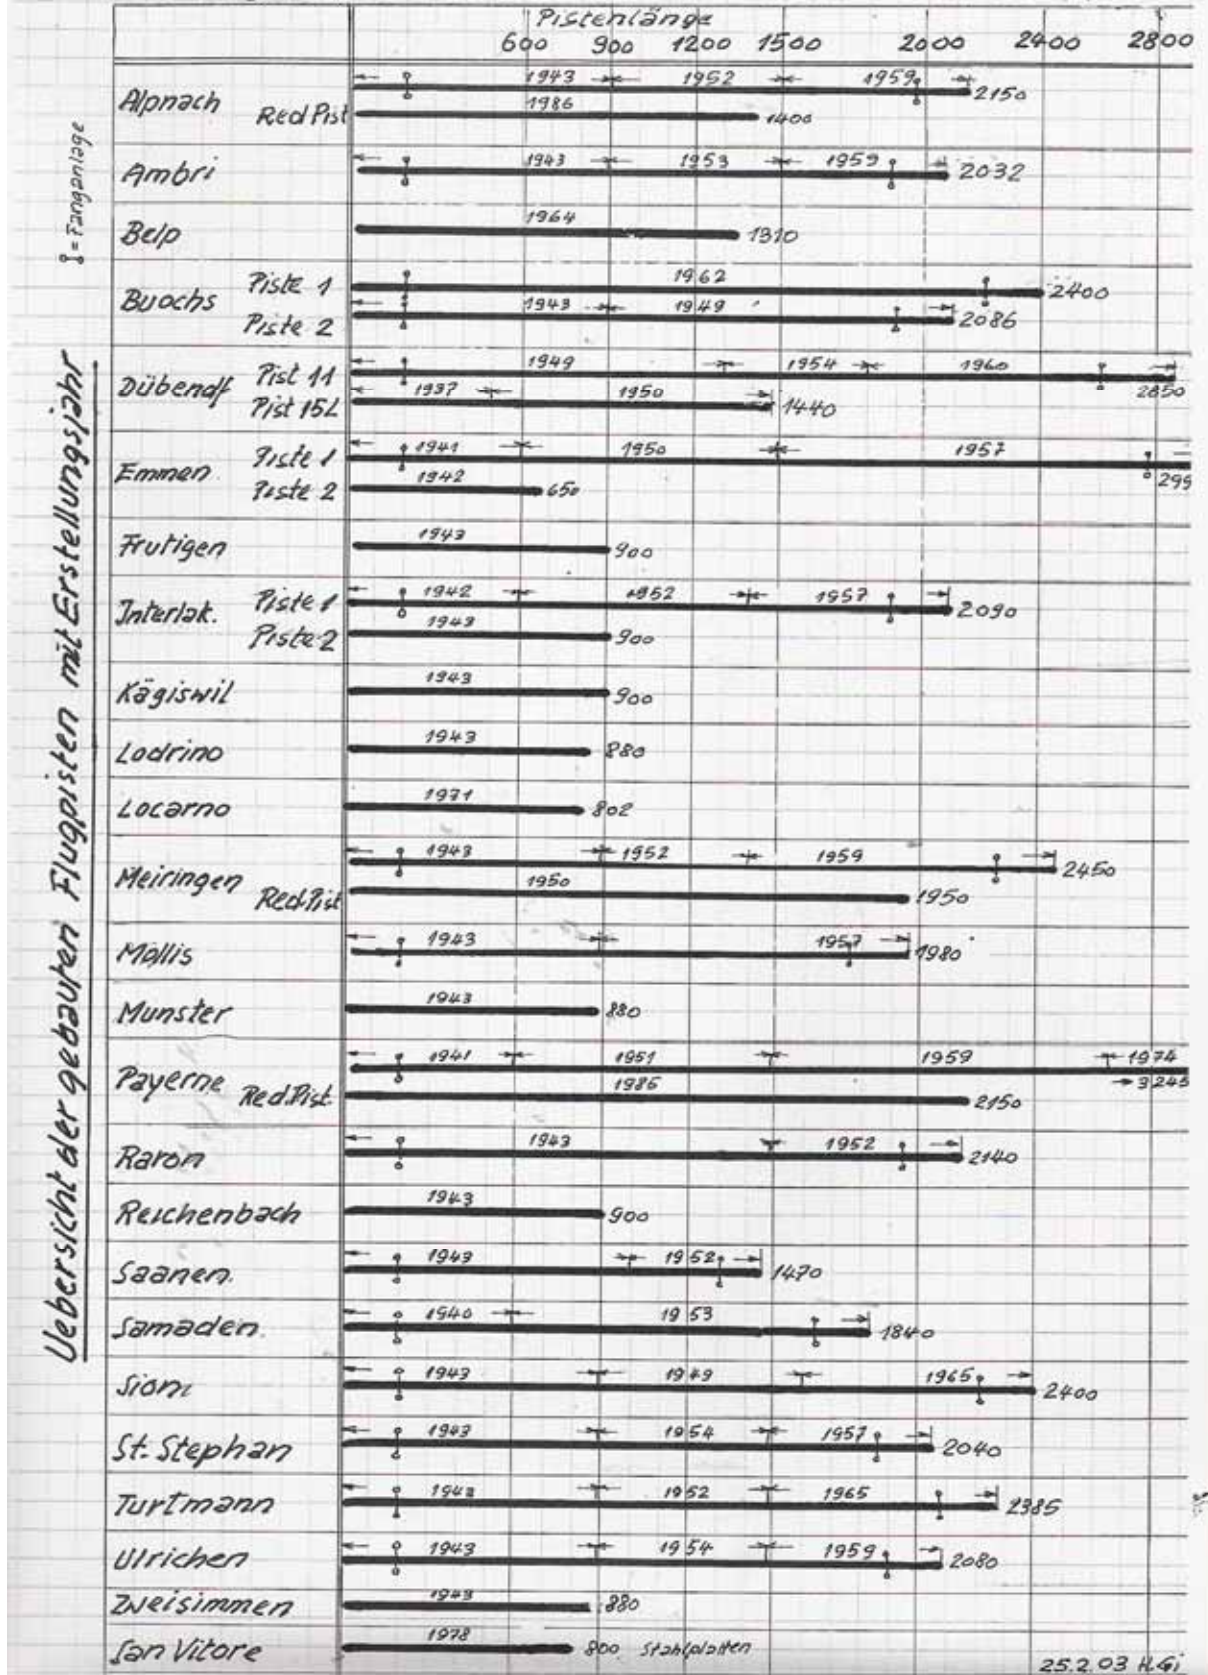 Pistenlänge
600 900 1200 1500 2000 2400 2800
Uebersicht der gebauten Flugpisten mit Erstellungsjahr
= Fanganlage
Alpnach 1943 1952 1959 2150
Red Pist 1986 1400
Ambri 1943 1953 1959 2032
Belp 1964 1310
Buochs Piste 1 1962 2400
Piste 2 1943 1949 2086
Dübendf Pist 11 1949 1954 1960 2850
Pist 15L 1937 1950 1440
Emmen Piste 1 1941 1950 1957 299
Piste 2 1942 650
Frutigen 1943 900
Interlak. Piste 1 1942 1952 1957 2090
Piste 2 1943 900
Kägiswil 1943 900
Lodrino 1943 880
Locarno 1971 802
Meiringen 1943 1952 1959 2450
Red.Pist 1950 1950
Mollis 1943 1957 1980
Munster 1943 880
Payerne 1941 1951 1959 1974 3245
Red.Pist. 1986 2150
Raron 1943 1952 2140
Reichenbach 1943 900
Saanen. 1943 1952 1470
Samaden. 1940 1953 1840
Sion 1943 1949 1965 2400
St. Stephan 1943 1954 1957 2040
Turtmann 1943 1952 1965 2385
Ulrichen 1943 1954 1959 2080
Zweisimmen 1943 880
San Vitore 1978 800 Stahlplatten
25.2.03 H.Gi